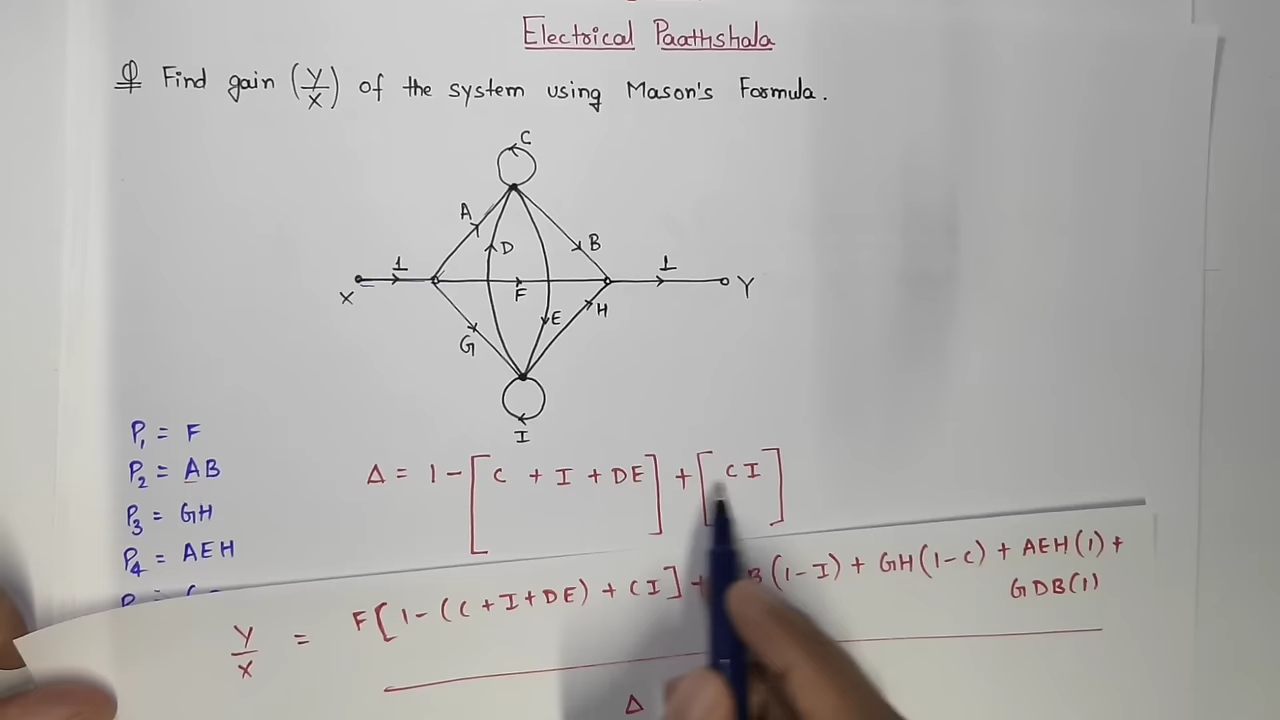 Electrical Paathshala
Q Find gain (Y/X) of the system using Mason's Formula.
C
A
D
B
1
1
X
F
Y
E
H
G
I
P1 = F
P2 = AB
P3 = GH
P4 = AEH
Δ = 1 - [C + I + DE] + [CI]
Y/X = F[1-(C+I+DE) + CI] + B(1-I) + GH(1-C) + AEH(1) +
GDB(1)
Δ